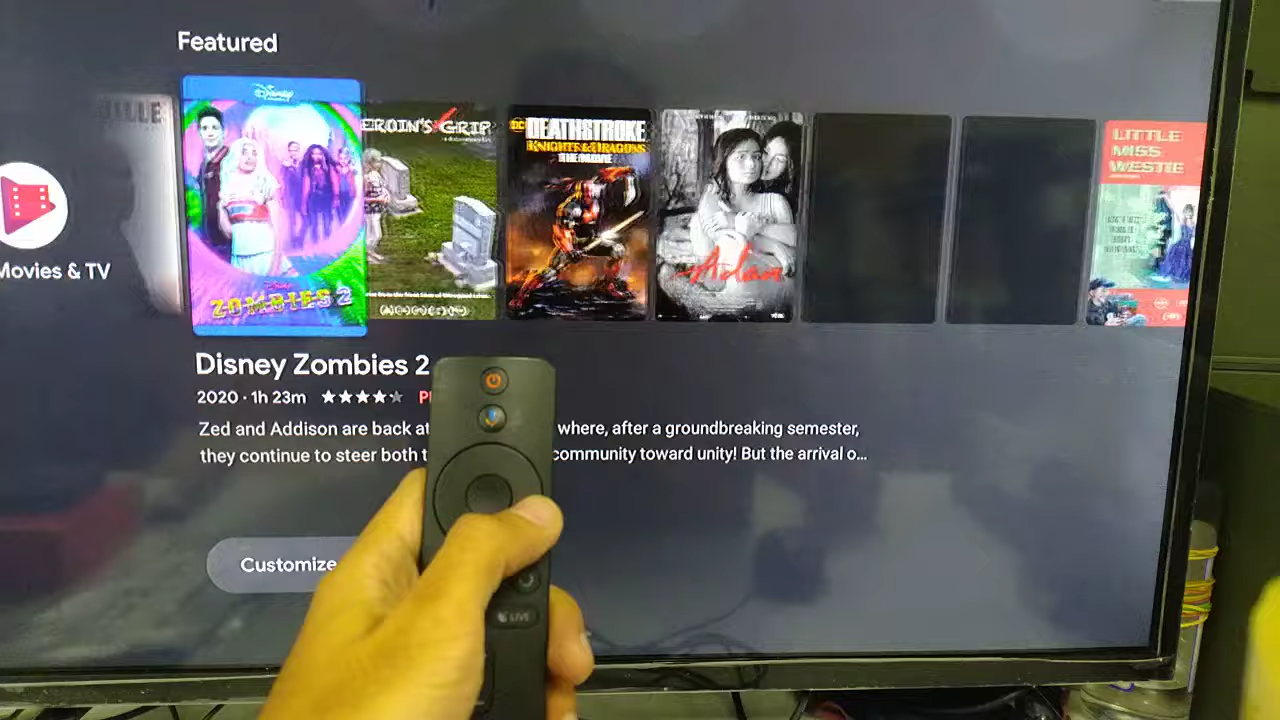 Featured
Disney
ZOMBIES 2
EROIN'S GRIP
DC
DEATHSTROKE
KNIGHTS & DRAGONS
THE MOVIE
Adan
LITTLE
MISS
WESTIE
Movies & TV
Disney Zombies 2
2020 · 1h 23m
Zed and Addison are back at where, after a groundbreaking semester,
they continue to steer both community toward unity! But the arrival o...
Customize
LIVE